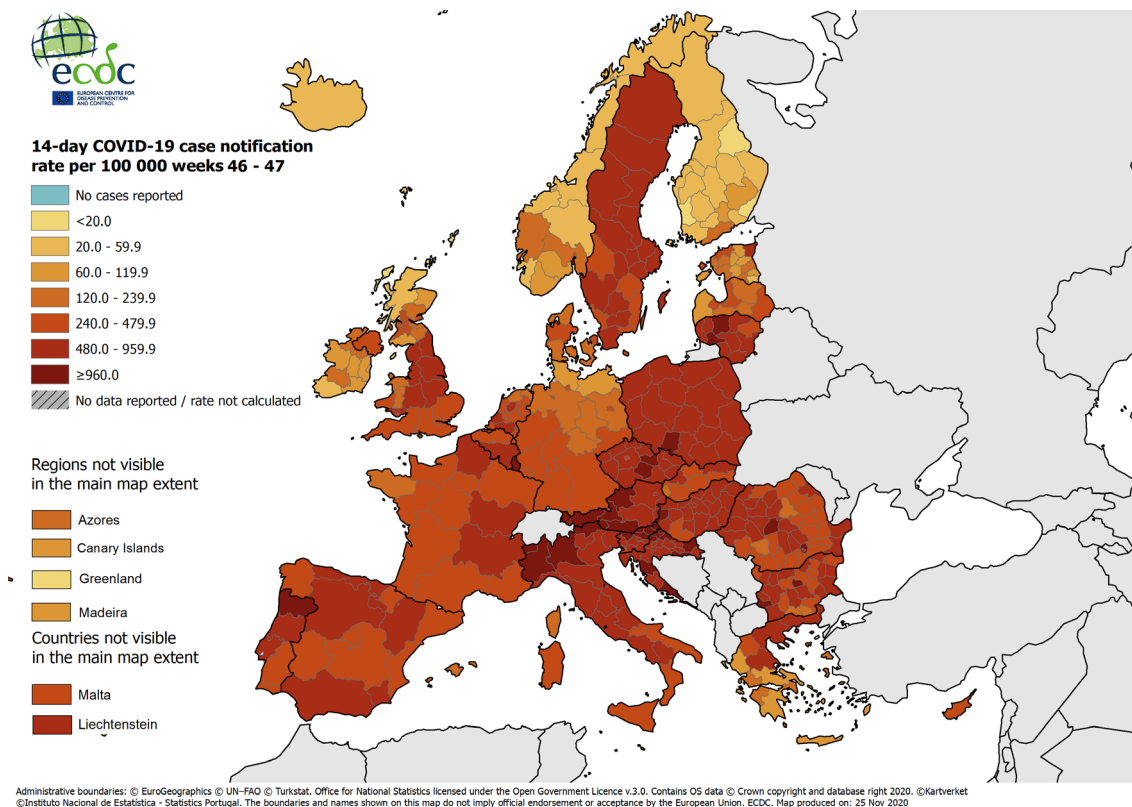 ecdc
EUROPEAN CENTRE FOR
DISEASE PREVENTION
AND CONTROL
14-day COVID-19 case notification
rate per 100 000 weeks 46 - 47
No cases reported
<20.0
20.0 - 59.9
60.0 - 119.9
120.0 - 239.9
240.0 - 479.9
480.0 - 959.9
≥960.0
No data reported / rate not calculated
Regions not visible
in the main map extent
Azores
Canary Islands
Greenland
Madeira
Countries not visible
in the main map extent
Malta
Liechtenstein
Administrative boundaries: © EuroGeographics © UN–FAO © Turkstat. Office for National Statistics licensed under the Open Government Licence v.3.0. Contains OS data © Crown copyright and database right 2020. ©Kartverket
©Instituto Nacional de Estatística - Statistics Portugal. The boundaries and names shown on this map do not imply official endorsement or acceptance by the European Union. ECDC. Map produced on: 25 Nov 2020